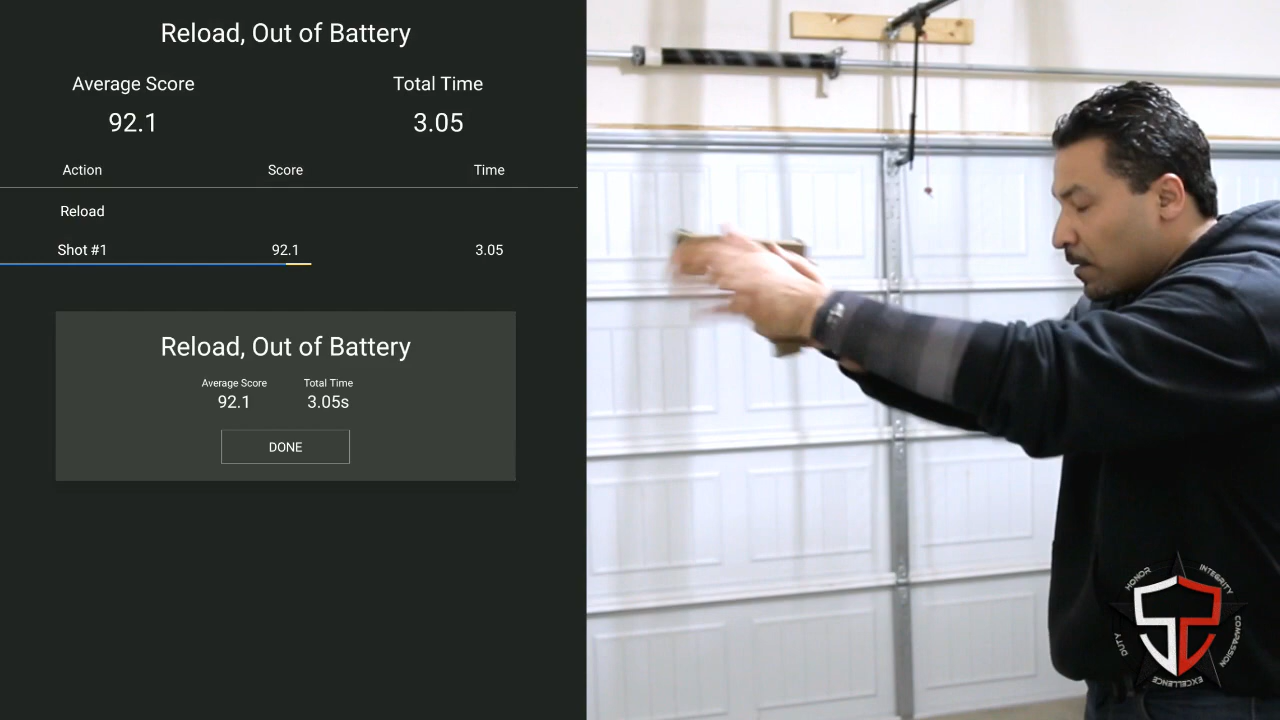 Reload, Out of Battery
Average Score Total Time
92.1 3.05
Action Score Time
Reload
Shot #1 92.1 3.05
Reload, Out of Battery
Average Score Total Time
92.1 3.05s
DONE
HONOR
INTEGRITY
COMPASSION
EXCELLENCE
DUTY